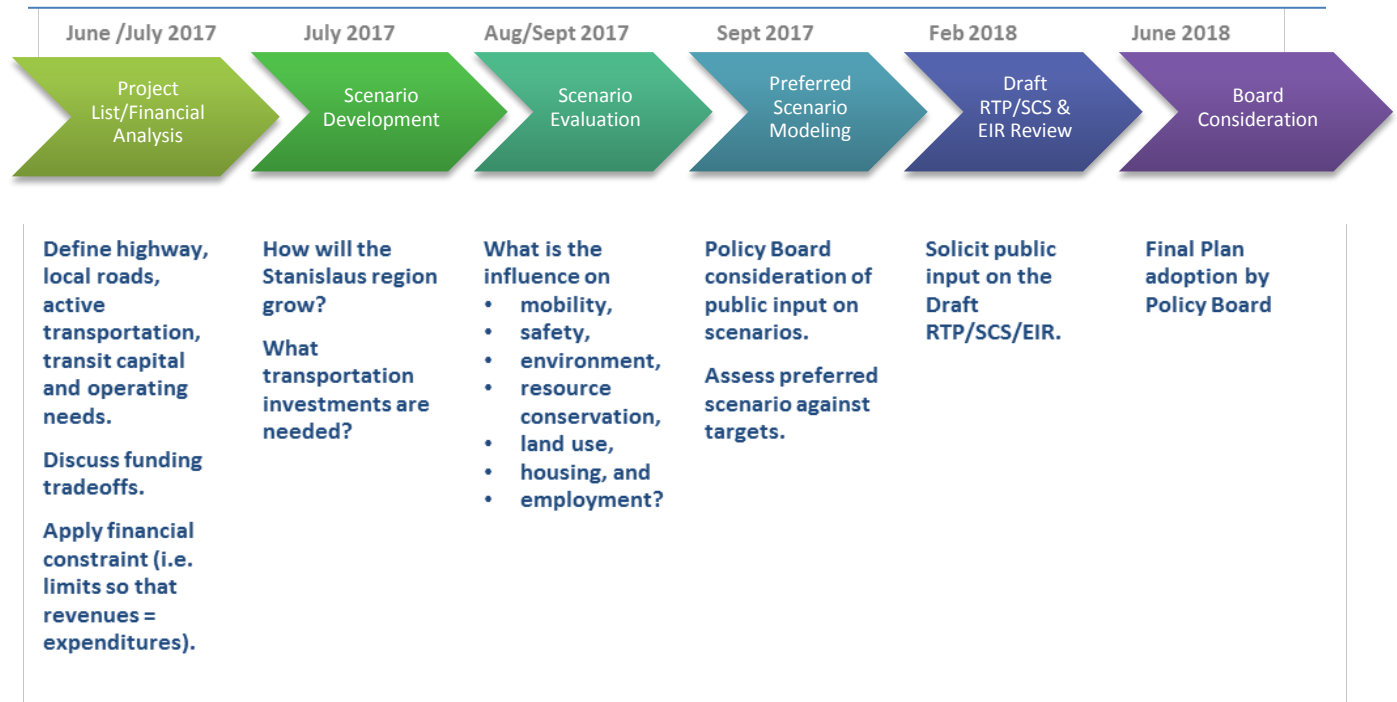 June /July 2017
July 2017
Aug/Sept 2017
Sept 2017
Feb 2018
June 2018
Project
List/Financial
Analysis
Scenario
Development
Scenario
Evaluation
Preferred
Scenario
Modeling
Draft
RTP/SCS &
EIR Review
Board
Consideration
Define highway,
local roads,
active
transportation,
transit capital
and operating
needs.
Discuss funding
tradeoffs.
Apply financial
constraint (i.e.
limits so that
revenues =
expenditures).
How will the
Stanislaus region
grow?
What
transportation
investments are
needed?
What is the
influence on
• mobility,
• safety,
• environment,
• resource
conservation,
• land use,
• housing, and
• employment?
Policy Board
consideration of
public input on
scenarios.
Assess preferred
scenario against
targets.
Solicit public
input on the
Draft
RTP/SCS/EIR.
Final Plan
adoption by
Policy Board